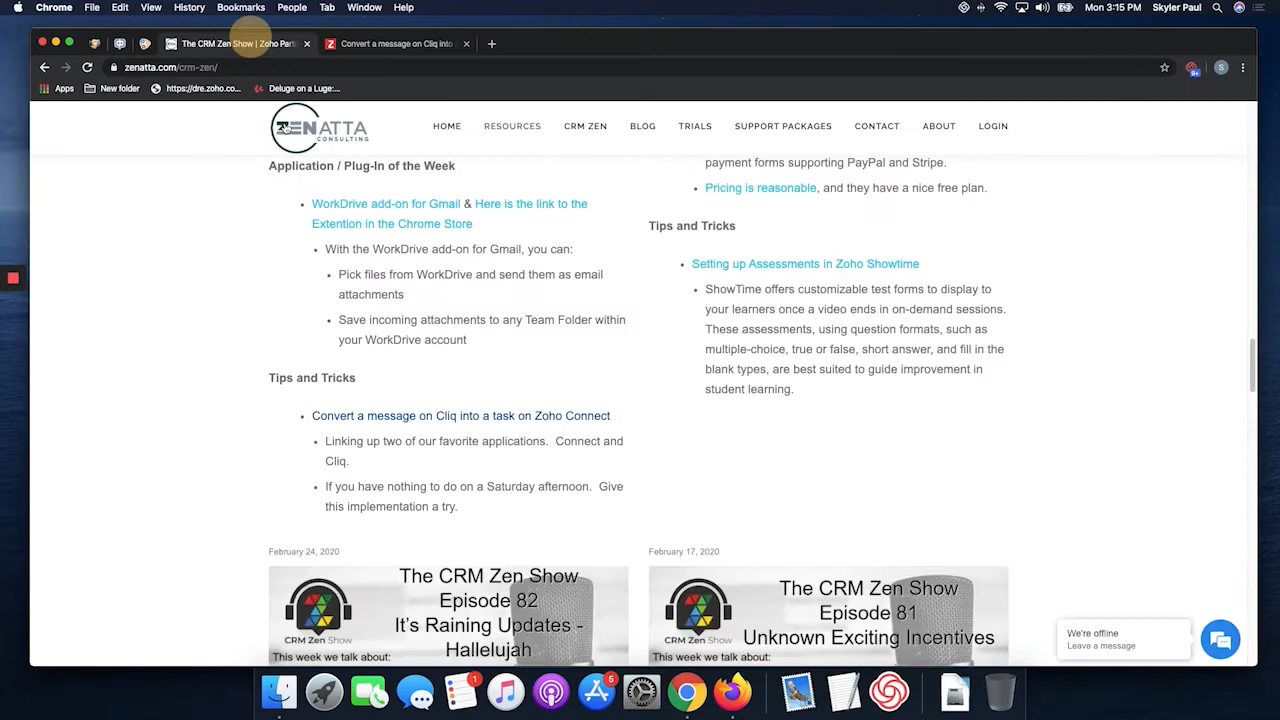 Chrome File Edit View History Bookmarks People Tab Window Help
Mon 3:15 PM Skyler Paul
The CRM Zen Show | Zoho Part
Convert a message on Cliq into
zenatta.com/crm-zen/
9+
S
Apps
New folder
https://dre.zoho.co...
Deluge on a Luge:...
ZENATTA
CONSULTING
HOME
RESOURCES
CRM ZEN
BLOG
TRIALS
SUPPORT PACKAGES
CONTACT
ABOUT
LOGIN
Application / Plug-In of the Week
WorkDrive add-on for Gmail & Here is the link to the
Extention in the Chrome Store
With the WorkDrive add-on for Gmail, you can:
Pick files from WorkDrive and send them as email
attachments
Save incoming attachments to any Team Folder within
your WorkDrive account
Tips and Tricks
Convert a message on Cliq into a task on Zoho Connect
Linking up two of our favorite applications. Connect and
Cliq.
If you have nothing to do on a Saturday afternoon. Give
this implementation a try.
payment forms supporting PayPal and Stripe.
Pricing is reasonable, and they have a nice free plan.
Tips and Tricks
Setting up Assessments in Zoho Showtime
ShowTime offers customizable test forms to display to
your learners once a video ends in on-demand sessions.
These assessments, using question formats, such as
multiple-choice, true or false, short answer, and fill in the
blank types, are best suited to guide improvement in
student learning.
February 24, 2020
The CRM Zen Show
Episode 82
It's Raining Updates -
Hallelujah
CRM Zen Show
This week we talk about:
February 17, 2020
The CRM Zen Show
Episode 81
Unknown Exciting Incentives
CRM Zen Show
This week we talk about:
We're offline
Leave a message
1
5